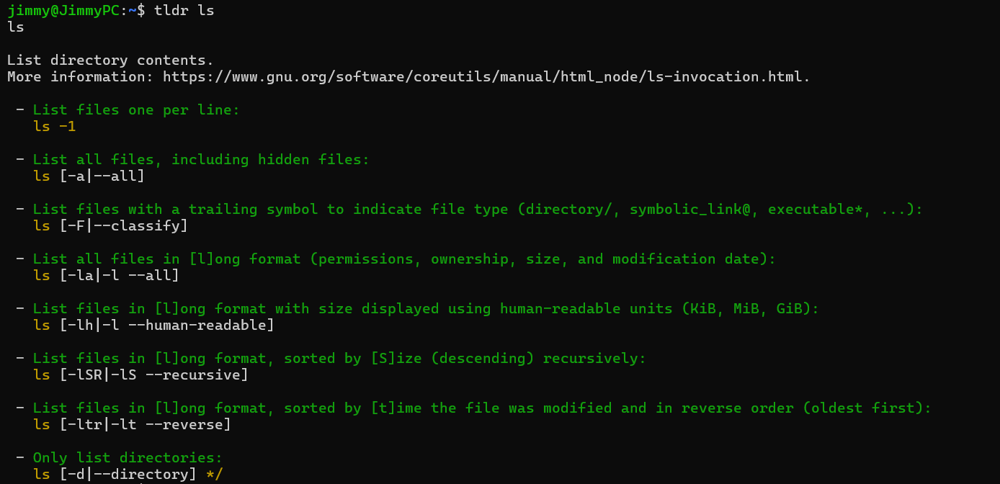 jimmy@JimmyPC:~$ tldr ls
ls
List directory contents.
More information: https://www.gnu.org/software/coreutils/manual/html_node/ls-invocation.html.
- List files one per line:
ls -1
- List all files, including hidden files:
ls [-a|--all]
- List files with a trailing symbol to indicate file type (directory/, symbolic_link@, executable*, ...):
ls [-F|--classify]
- List all files in [l]ong format (permissions, ownership, size, and modification date):
ls [-la|-l --all]
- List files in [l]ong format with size displayed using human-readable units (KiB, MiB, GiB):
ls [-lh|-l --human-readable]
- List files in [l]ong format, sorted by [S]ize (descending) recursively:
ls [-lSR|-lS --recursive]
- List files in [l]ong format, sorted by [t]ime the file was modified and in reverse order (oldest first):
ls [-ltr|-lt --reverse]
- Only list directories:
ls [-d|--directory] */